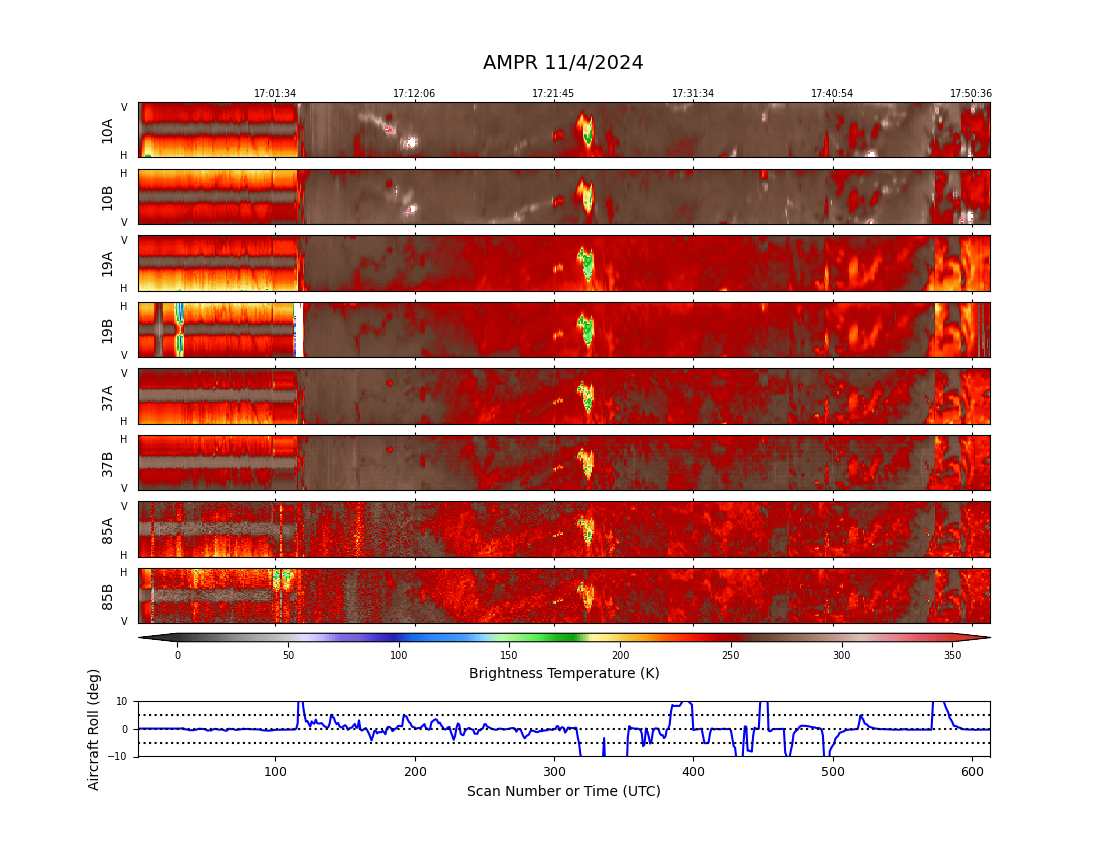 AMPR 11/4/2024
17:01:34 17:12:06 17:21:45 17:31:34 17:40:54 17:50:36
V
10A
H
H
10B
V
V
19A
H
H
19B
V
V
37A
H
H
37B
V
V
85A
H
H
85B
V
0 50 100 150 200 250 300 350
Brightness Temperature (K)
Aircraft Roll (deg)
10
0
−10
100 200 300 400 500 600
Scan Number or Time (UTC)